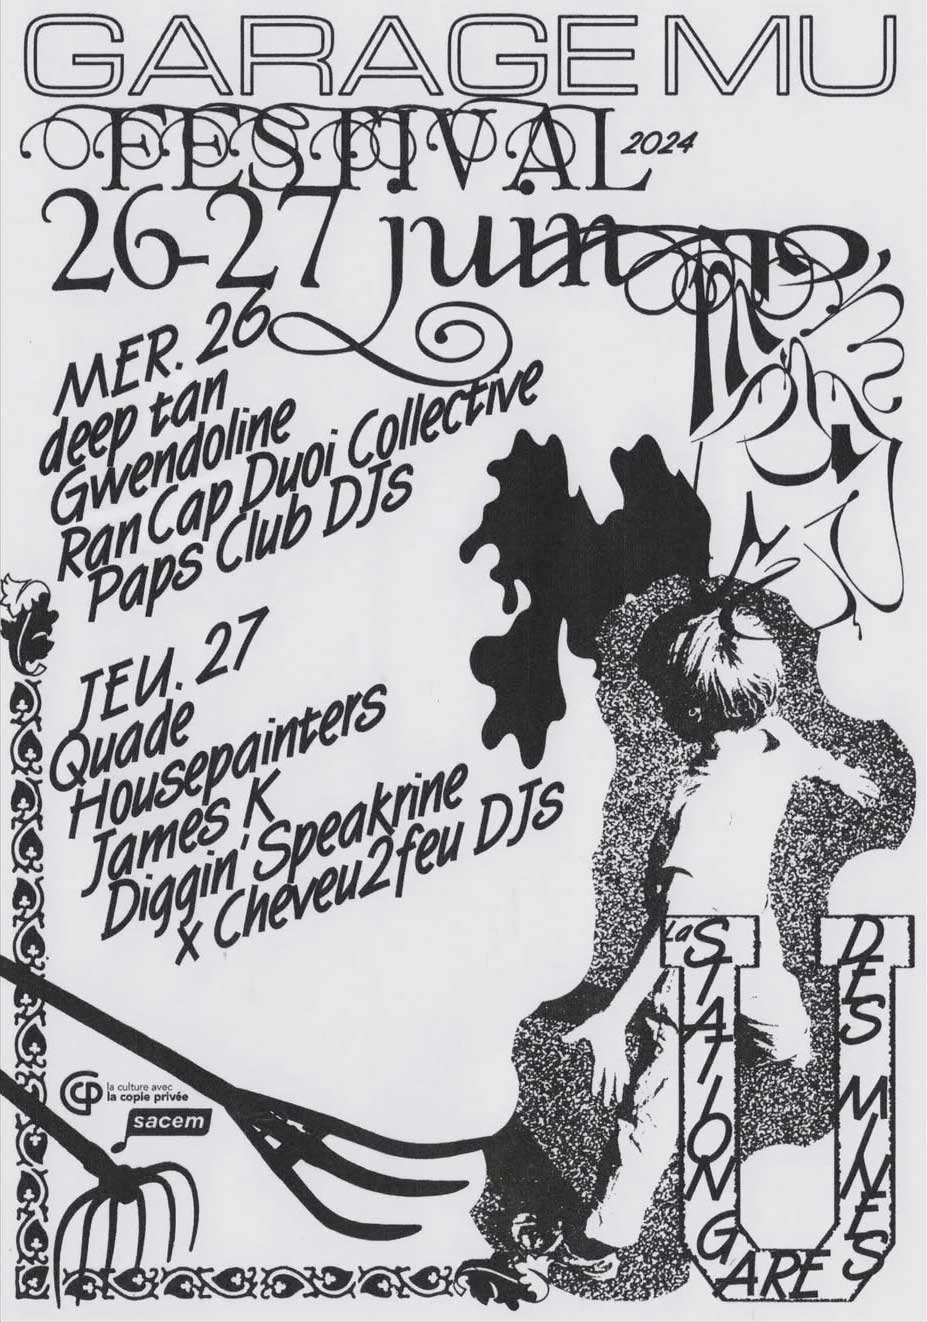 GARAGE MU
FESTIVAL 2024
26-27 juin
MER. 26
deep tan
Gwendoline
Ran Cap Duoi Collective
Paps Club DJs
JEU. 27
Quade
Housepainters
James K
Diggin' Speakrine
x Cheveu2feu DJs
La STATION GARE DES MINES
la culture avec
la copie privée
sacem